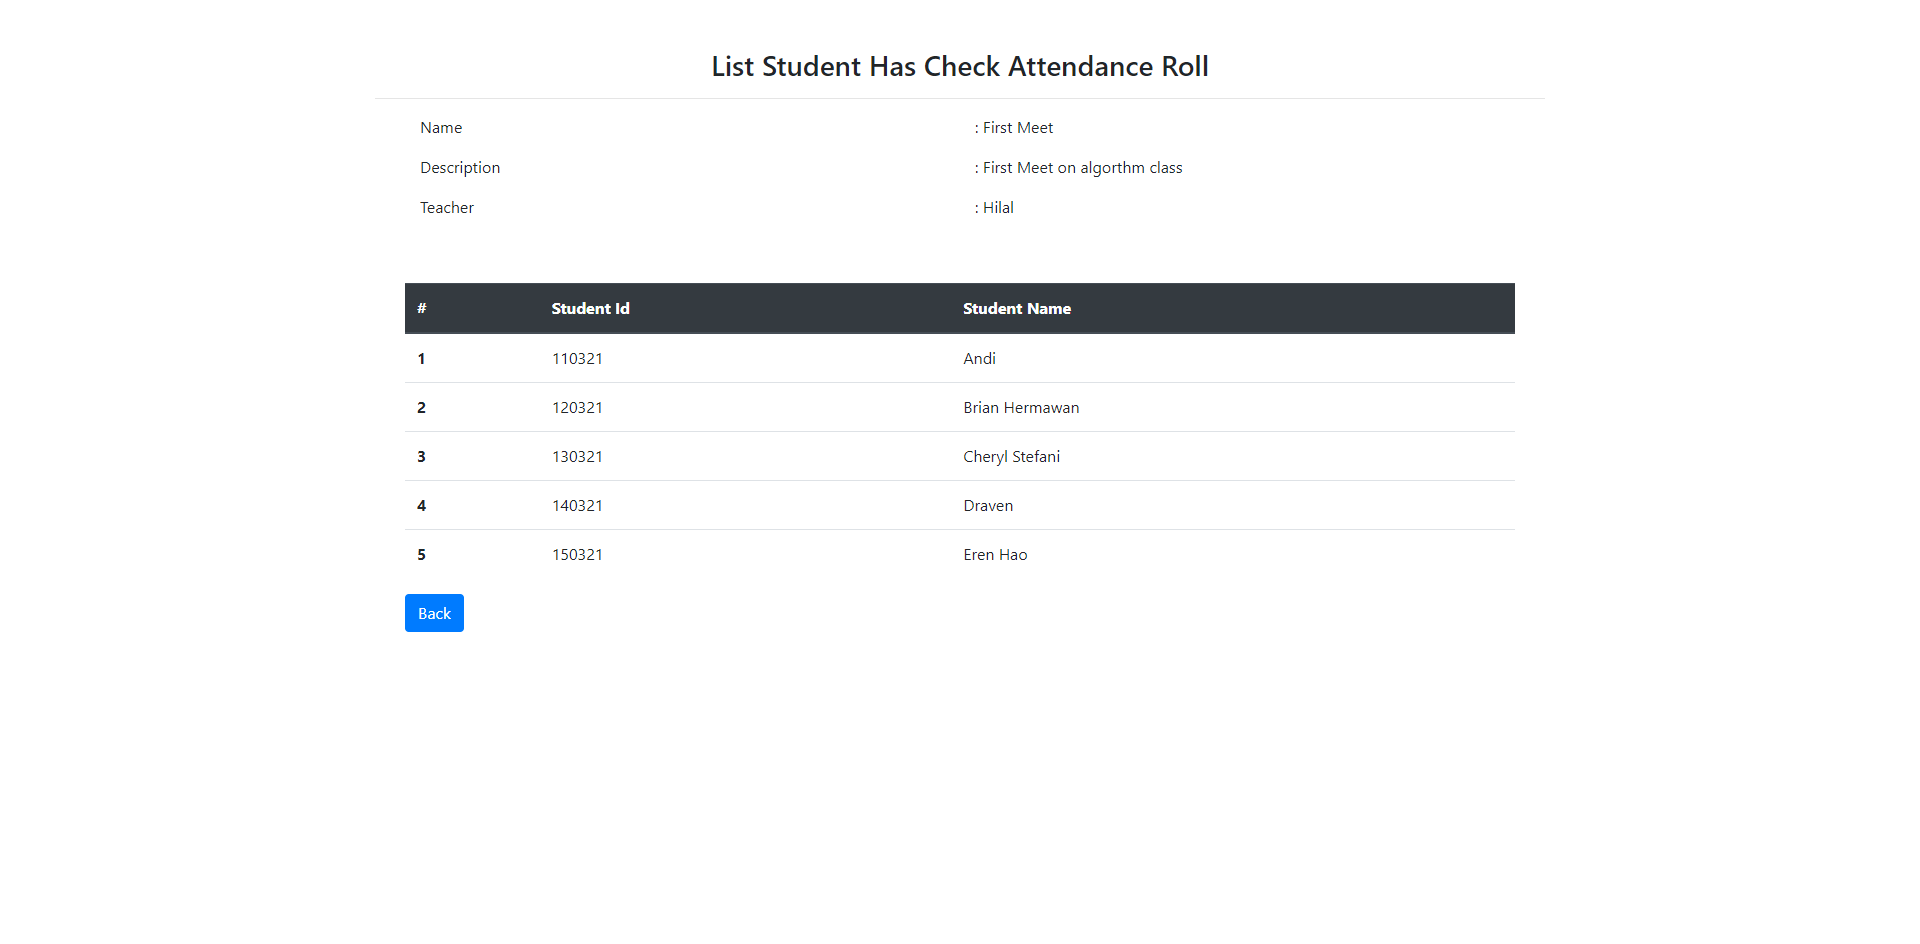 List Student Has Check Attendance Roll
Name : First Meet
Description : First Meet on algorthm class
Teacher : Hilal
# Student Id Student Name
1 110321 Andi
2 120321 Brian Hermawan
3 130321 Cheryl Stefani
4 140321 Draven
5 150321 Eren Hao
Back